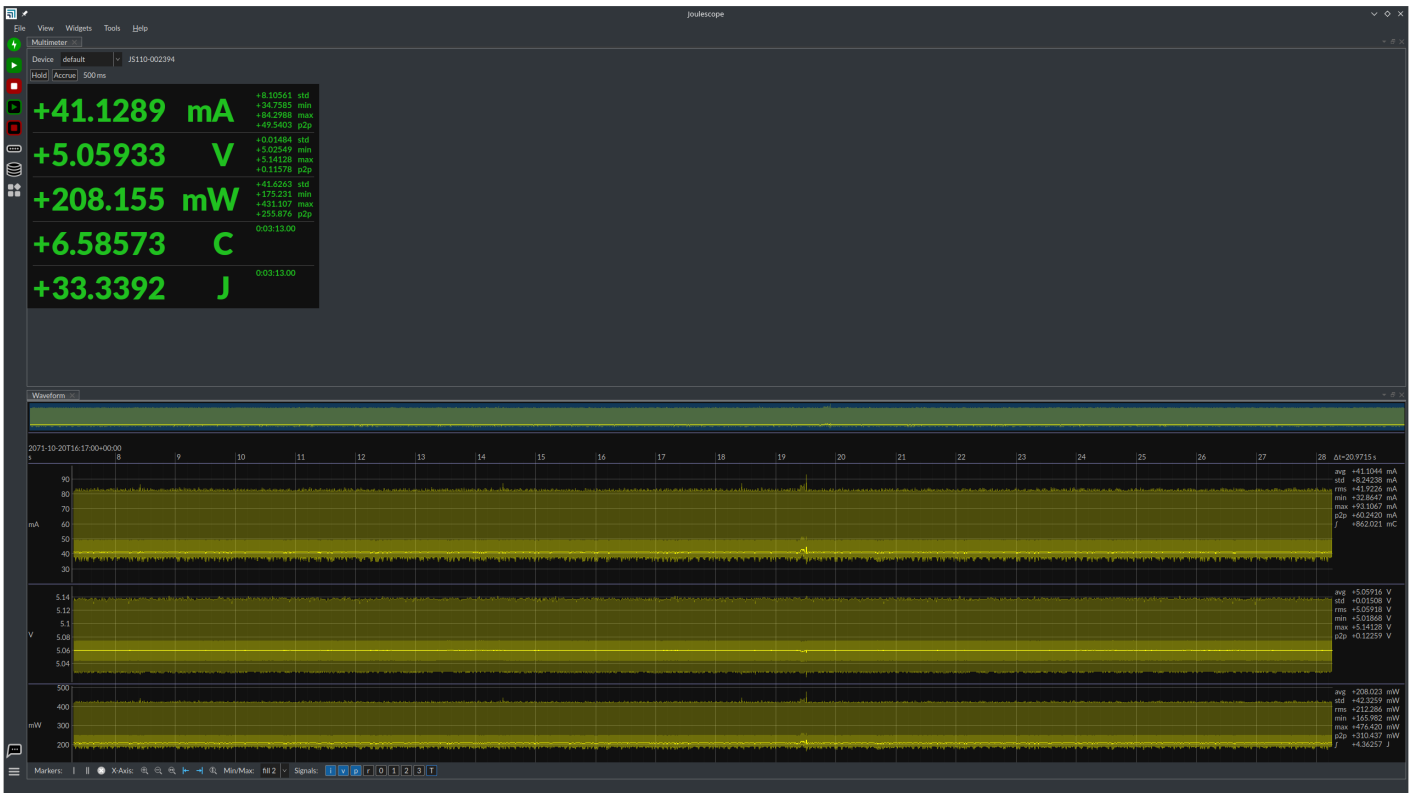 Joulescope
File View Widgets Tools Help
Multimeter
Device default JS110-002394
Hold Accrue 500 ms
+41.1289 mA
+8.10561 std
+34.7585 min
+84.2988 max
+49.5403 p2p
+5.05933 V
+0.01484 std
+5.02549 min
+5.14128 max
+0.11578 p2p
+208.155 mW
+41.6263 std
+175.231 min
+431.107 max
+255.876 p2p
+6.58573 C
0:03:13.00
+33.3392 J
0:03:13.00
Waveform
2071-10-20T16:17:00+00:00
s 8 9 10 11 12 13 14 15 16 17 18 19 20 21 22 23 24 25 26 27 28 Δt=20.9715 s
mA
90
80
70
60
50
40
30
avg +41.1044 mA
std +8.24238 mA
rms +41.9226 mA
min +32.8647 mA
max +93.1067 mA
p2p +60.2420 mA
∫ +862.021 mC
V
5.14
5.12
5.1
5.08
5.06
5.04
avg +5.05916 V
std +0.01508 V
rms +5.05918 V
min +5.01868 V
max +5.14128 V
p2p +0.12259 V
mW
500
400
300
200
avg +208.023 mW
std +42.3259 mW
rms +212.286 mW
min +165.982 mW
max +476.420 mW
p2p +310.437 mW
∫ +4.36257 J
Markers: X-Axis: Min/Max: fill 2 Signals: i v p r 0 1 2 3 T